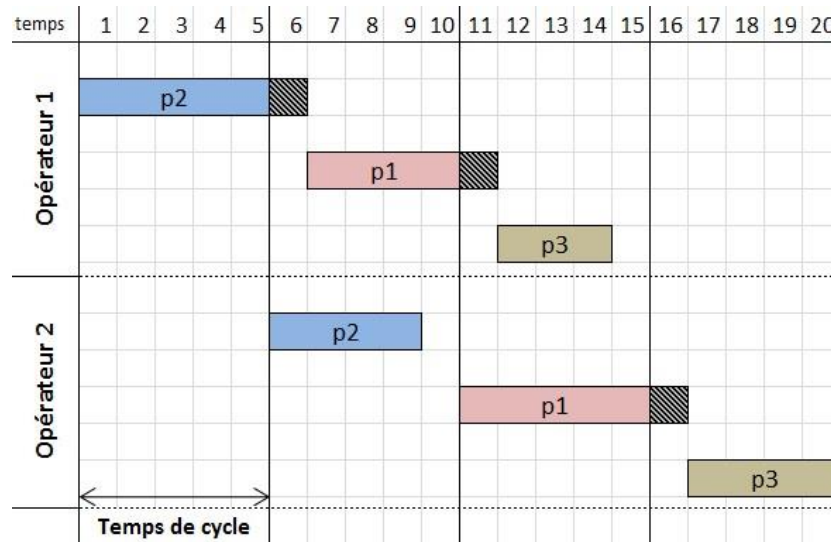 temps 1 2 3 4 5 6 7 8 9 10 11 12 13 14 15 16 17 18 19 20
Opérateur 1
p2
p1
p3
Opérateur 2
p2
p1
p3
Temps de cycle